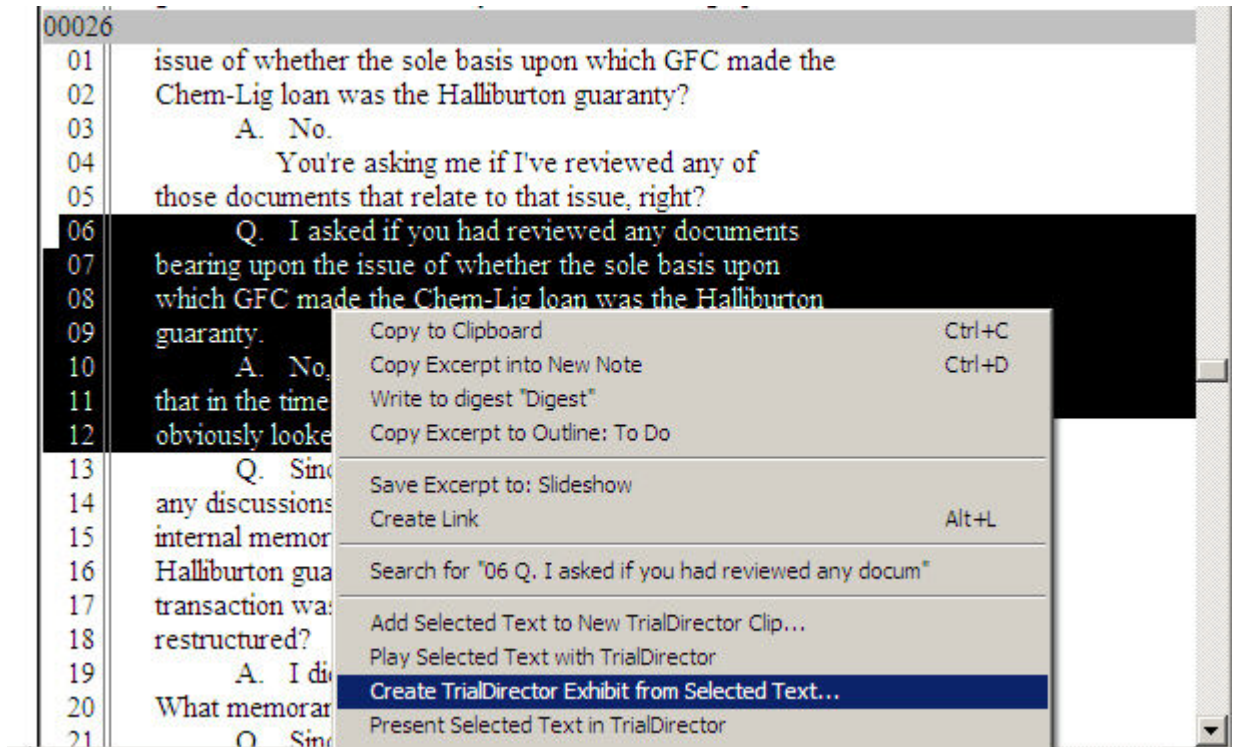 00026
01 issue of whether the sole basis upon which GFC made the
02 Chem-Lig loan was the Halliburton guaranty?
03 A. No.
04 You're asking me if I've reviewed any of
05 those documents that relate to that issue, right?
06 Q. I asked if you had reviewed any documents
07 bearing upon the issue of whether the sole basis upon
08 which GFC made the Chem-Lig loan was the Halliburton
09 guaranty.
10 A. No,
11 that in the time
12 obviously looke
13 Q. Sinc
14 any discussions
15 internal memor
16 Halliburton gua
17 transaction was
18 restructured?
19 A. I did
20 What memoran
21 Q. Sinc
Copy to Clipboard Ctrl+C
Copy Excerpt into New Note Ctrl+D
Write to digest "Digest"
Copy Excerpt to Outline: To Do
Save Excerpt to: Slideshow
Create Link Alt+L
Search for "06 Q. I asked if you had reviewed any docum"
Add Selected Text to New TrialDirector Clip...
Play Selected Text with TrialDirector
Create TrialDirector Exhibit from Selected Text...
Present Selected Text in TrialDirector